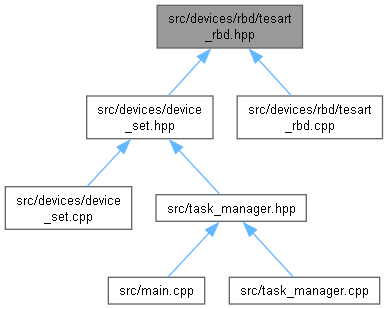 src/devices/rbd/tesart
_rbd.hpp
src/devices/device
_set.hpp
src/devices/rbd/tesart
_rbd.cpp
src/devices/device
_set.cpp
src/task_manager.hpp
src/main.cpp
src/task_manager.cpp